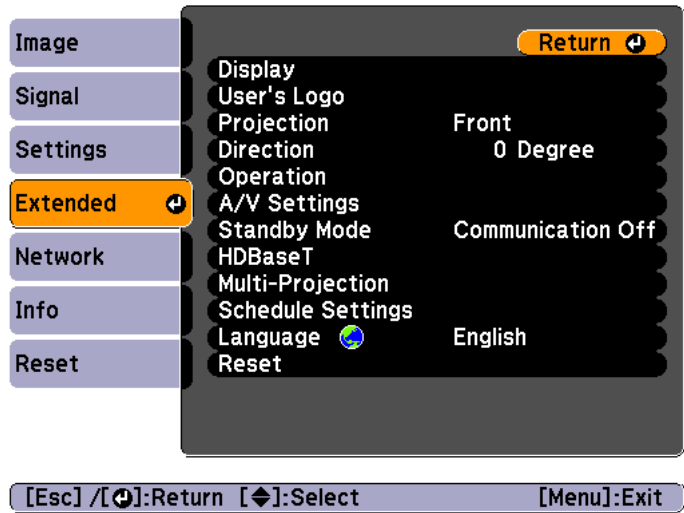 Image
Signal
Settings
Extended
Network
Info
Reset
Return
Display
User's Logo
Projection Front
Direction 0 Degree
Operation
A/V Settings
Standby Mode Communication Off
HDBaseT
Multi-Projection
Schedule Settings
Language English
Reset
[Esc] /[⏎]:Return [◆]:Select [Menu]:Exit